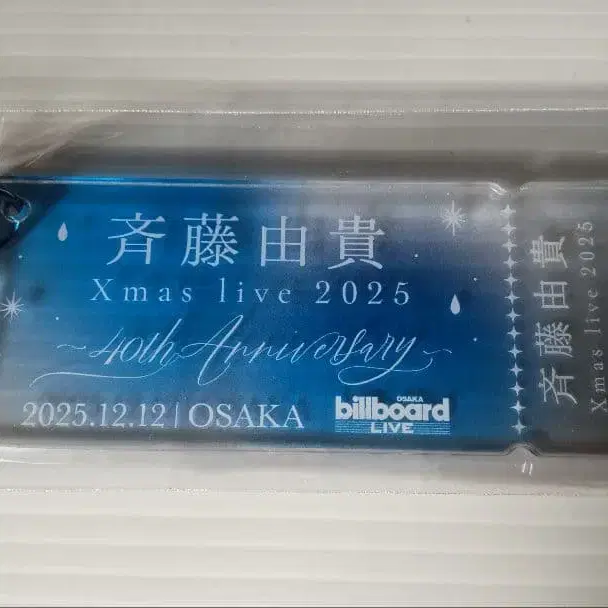 斉藤由貴
Xmas live 2025
~40th Anniversary~
2025.12.12 | OSAKA
OSAKA
billboard
LIVE
斉藤由貴
Xmas live 2025